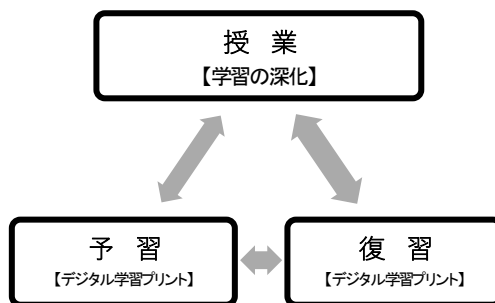 授　業
【学習の深化】
予　習
【デジタル学習プリント】
復　習
【デジタル学習プリント】